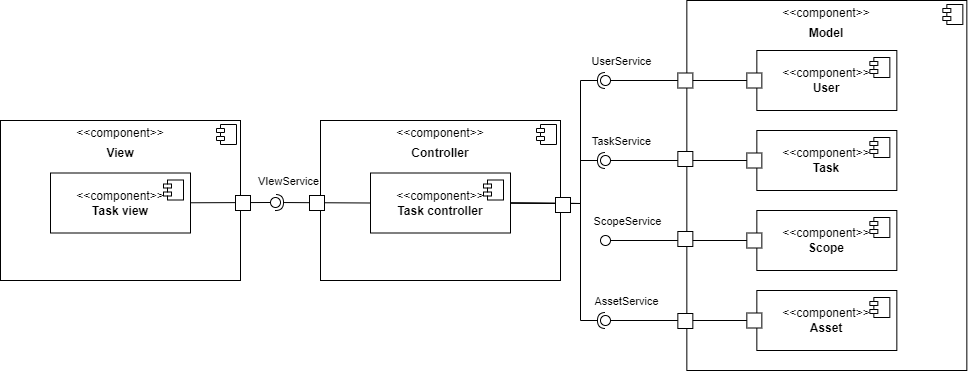 <<component>>
View
<<component>>
Task view
VIewService
<<component>>
Controller
<<component>>
Task controller
UserService
TaskService
ScopeService
AssetService
<<component>>
Model
<<component>>
User
<<component>>
Task
<<component>>
Scope
<<component>>
Asset